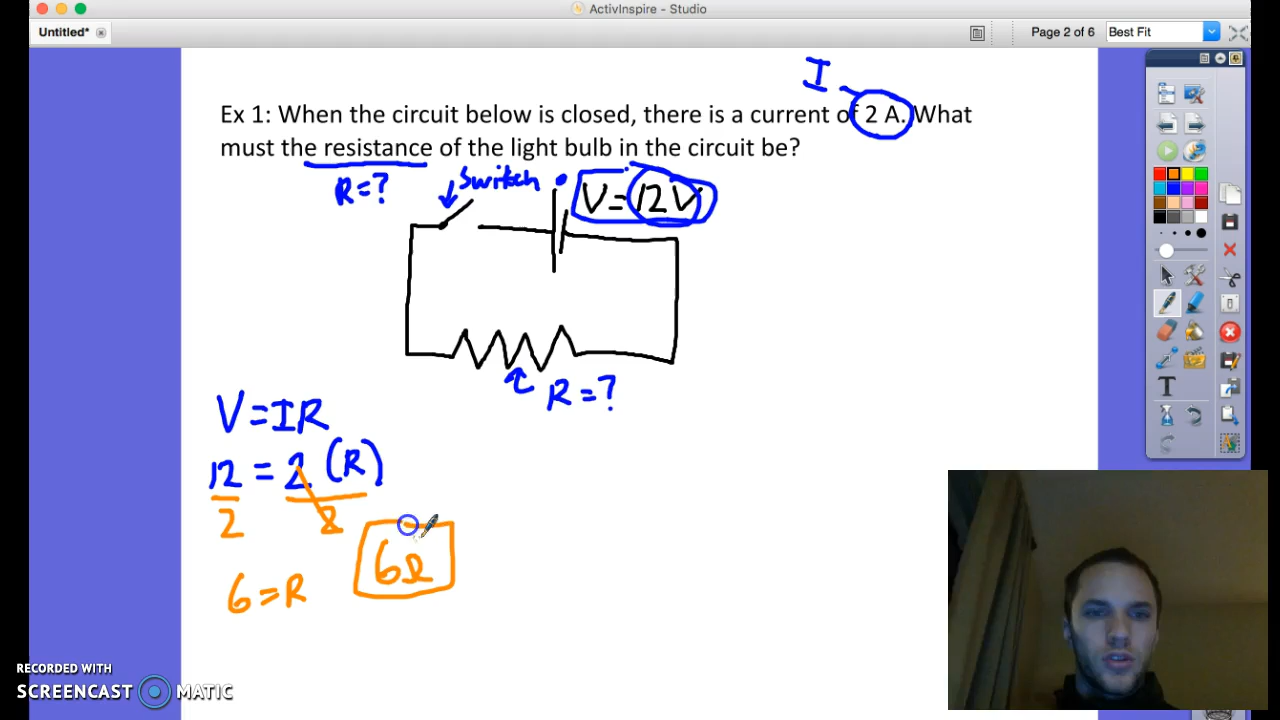 ActivInspire - Studio
Untitled*
Page 2 of 6
Best Fit
I
Ex 1: When the circuit below is closed, there is a current of 2 A. What
must the resistance of the light bulb in the circuit be?
R=?
Switch
V=12V
R=?
V=IR
12 = 2 (R)
2 2
6=R
6Ω
T
RECORDED WITH
SCREENCAST MATIC